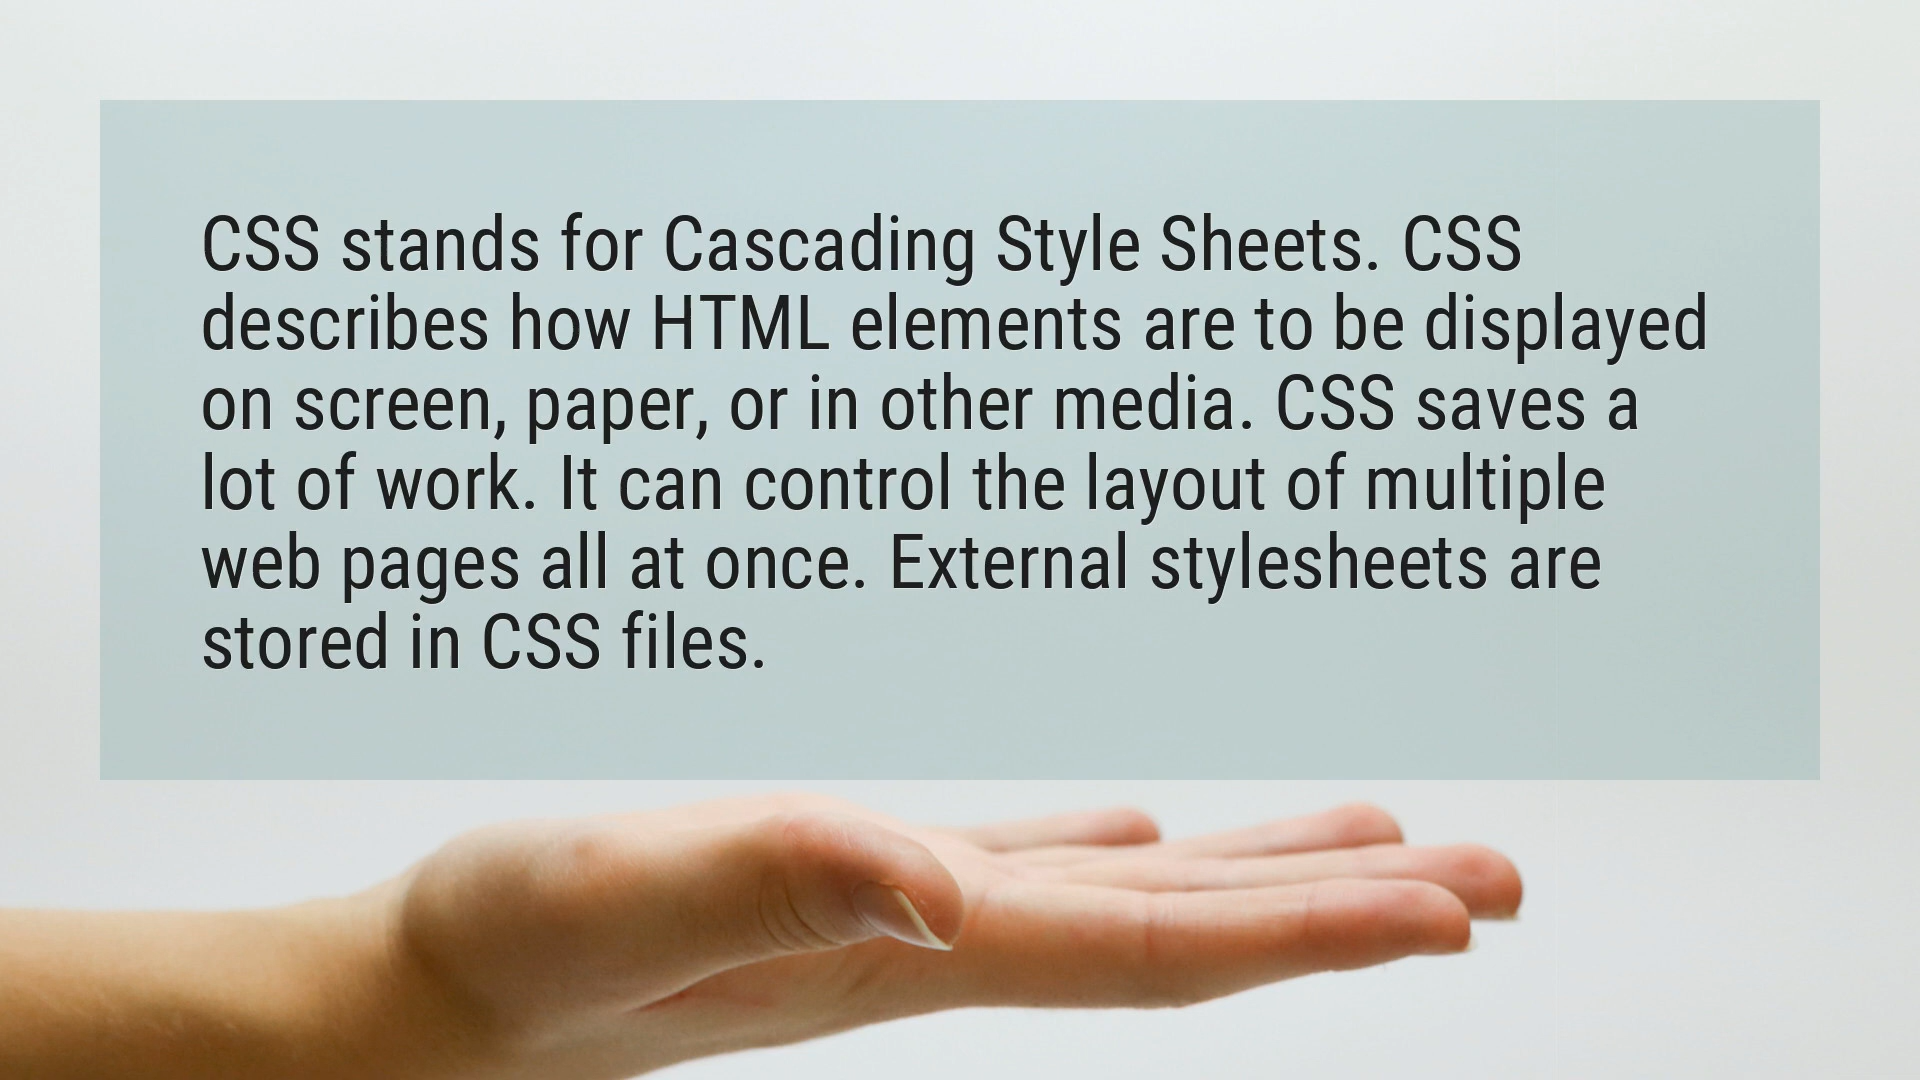 CSS stands for Cascading Style Sheets. CSS
describes how HTML elements are to be displayed
on screen, paper, or in other media. CSS saves a
lot of work. It can control the layout of multiple
web pages all at once. External stylesheets are
stored in CSS files.